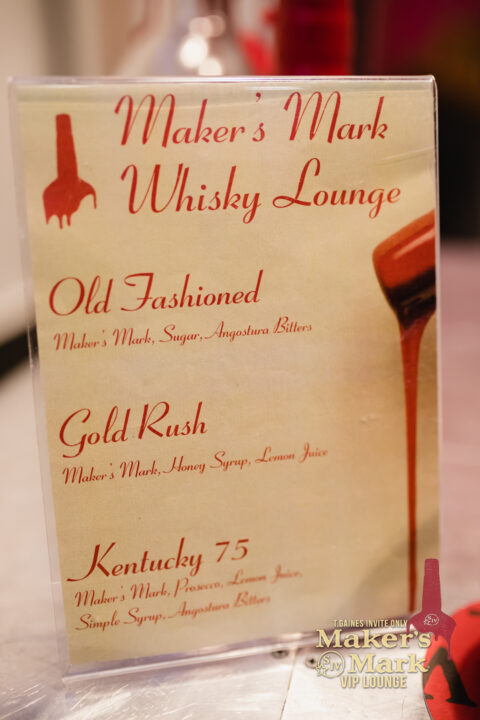 Maker's Mark
Whisky Lounge
Old Fashioned
Maker's Mark, Sugar, Angostura Bitters
Gold Rush
Maker's Mark, Honey Syrup, Lemon Juice
Kentucky 75
Maker's Mark, Prosecco, Lemon Juice,
Simple Syrup, Angostura Bitters
T.GAINES INVITE ONLY
Maker's
SIV Mark
VIP LOUNGE